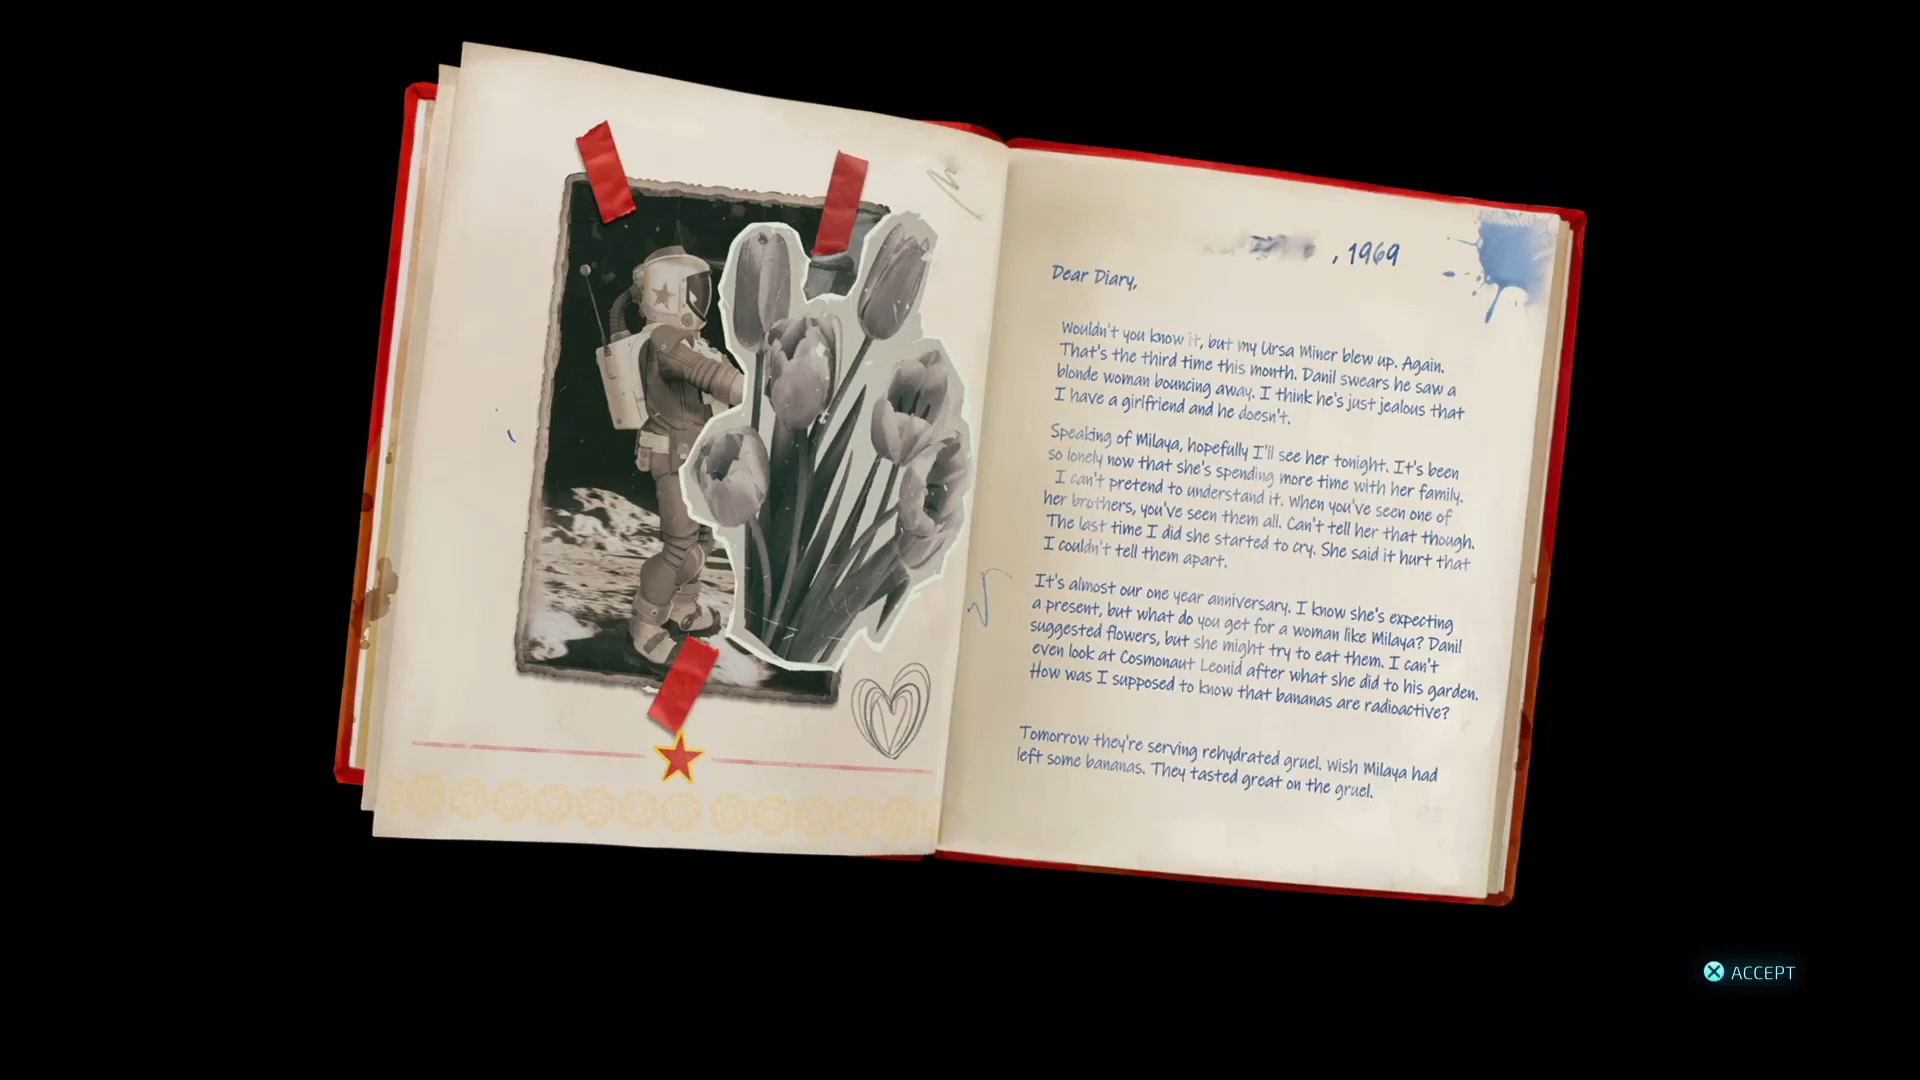 , 1969
Dear Diary,
Wouldn't you know it, but my Ursa Miner blew up. Again.
That's the third time this month. Danil swears he saw a
blonde woman bouncing away. I think he's just jealous that
I have a girlfriend and he doesn't.
Speaking of Milaya, hopefully I'll see her tonight. It's been
so lonely now that she's spending more time with her family.
I can't pretend to understand it. When you've seen one of
her brothers, you've seen them all. Can't tell her that though.
The last time I did she started to cry. She said it hurt that
I couldn't tell them apart.
It's almost our one year anniversary. I know she's expecting
a present, but what do you get for a woman like Milaya? Danil
suggested flowers, but she might try to eat them. I can't
even look at Cosmonaut Leonid after what she did to his garden.
How was I supposed to know that bananas are radioactive?
Tomorrow they're serving rehydrated gruel. Wish Milaya had
left some bananas. They tasted great on the gruel.
ACCEPT